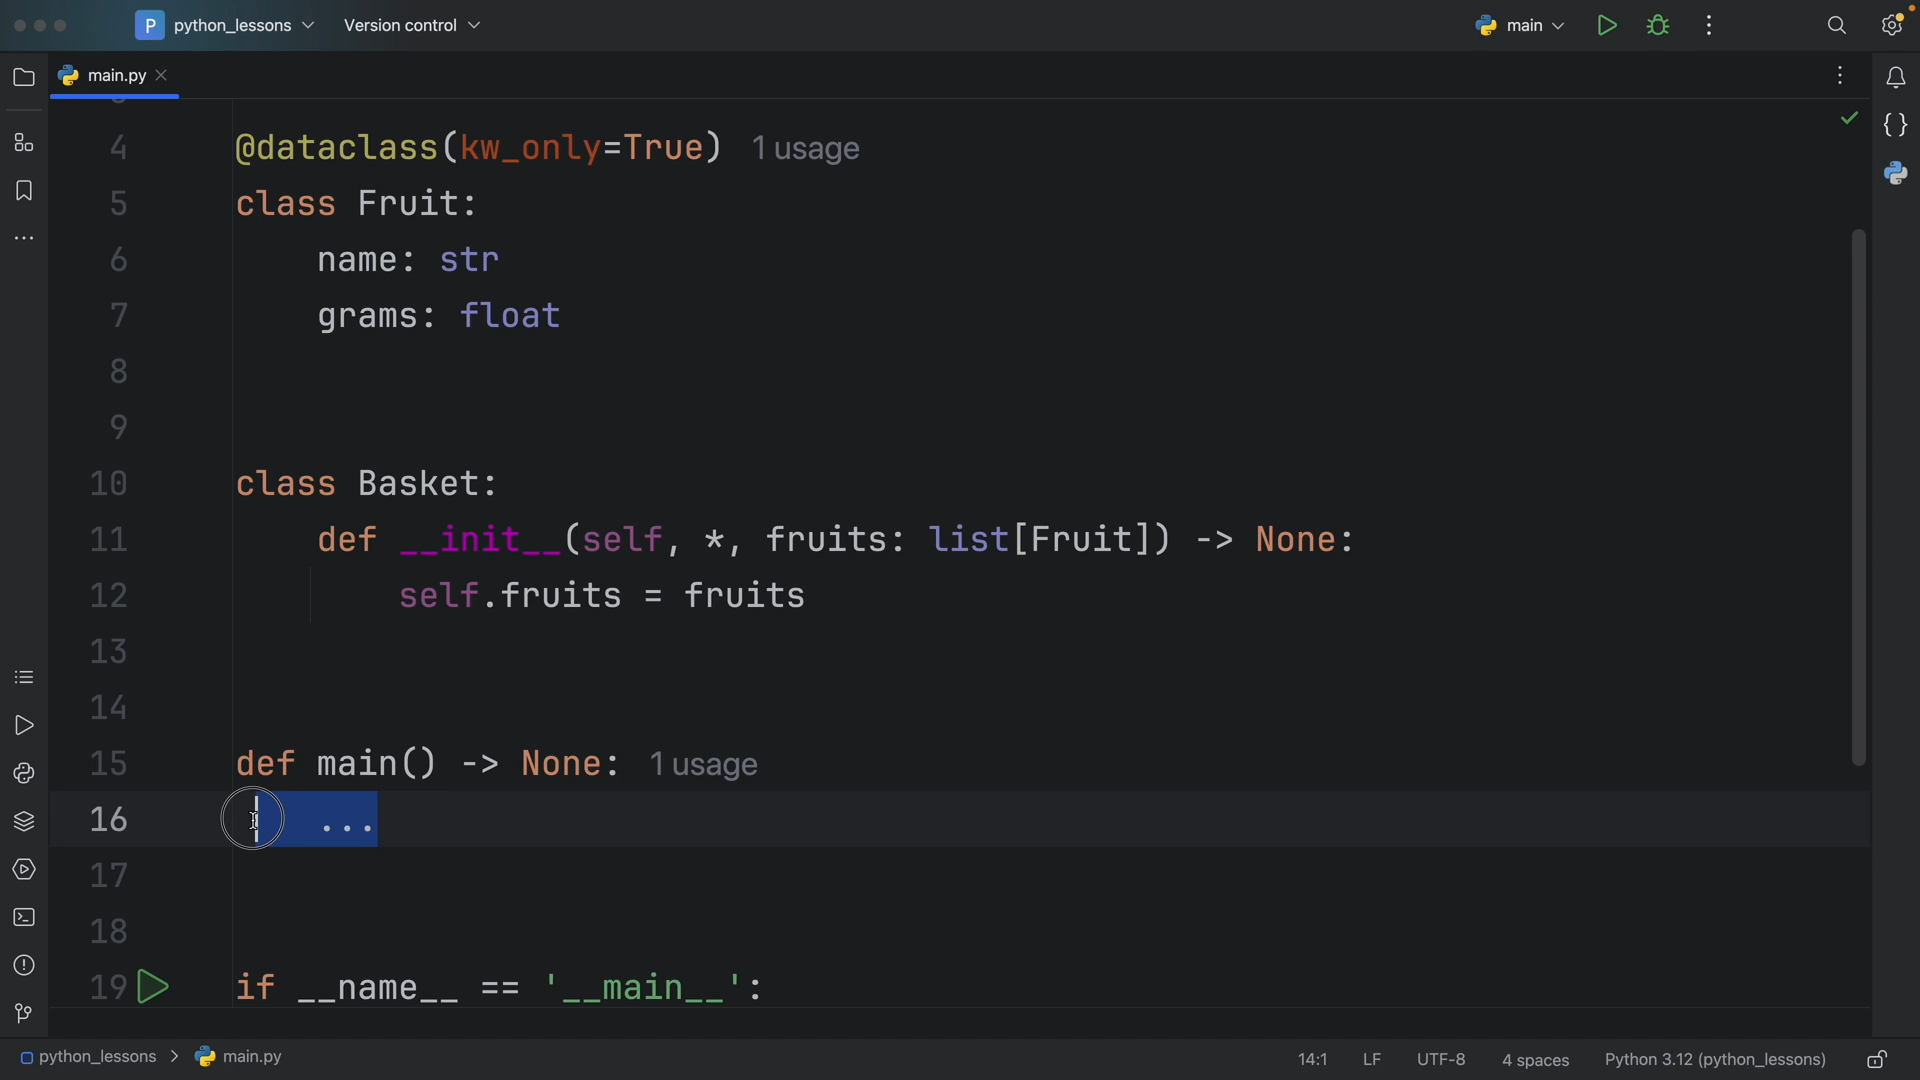 P python_lessons Version control main
main.py
4 @dataclass(kw_only=True) 1 usage
5 class Fruit:
6 name: str
7 grams: float
8
9
10 class Basket:
11 def __init__(self, *, fruits: list[Fruit]) -> None:
12 self.fruits = fruits
13
14
15 def main() -> None: 1 usage
16 ...
17
18
19 if __name__ == '__main__':
python_lessons > main.py 14:1 LF UTF-8 4 spaces Python 3.12 (python_lessons)